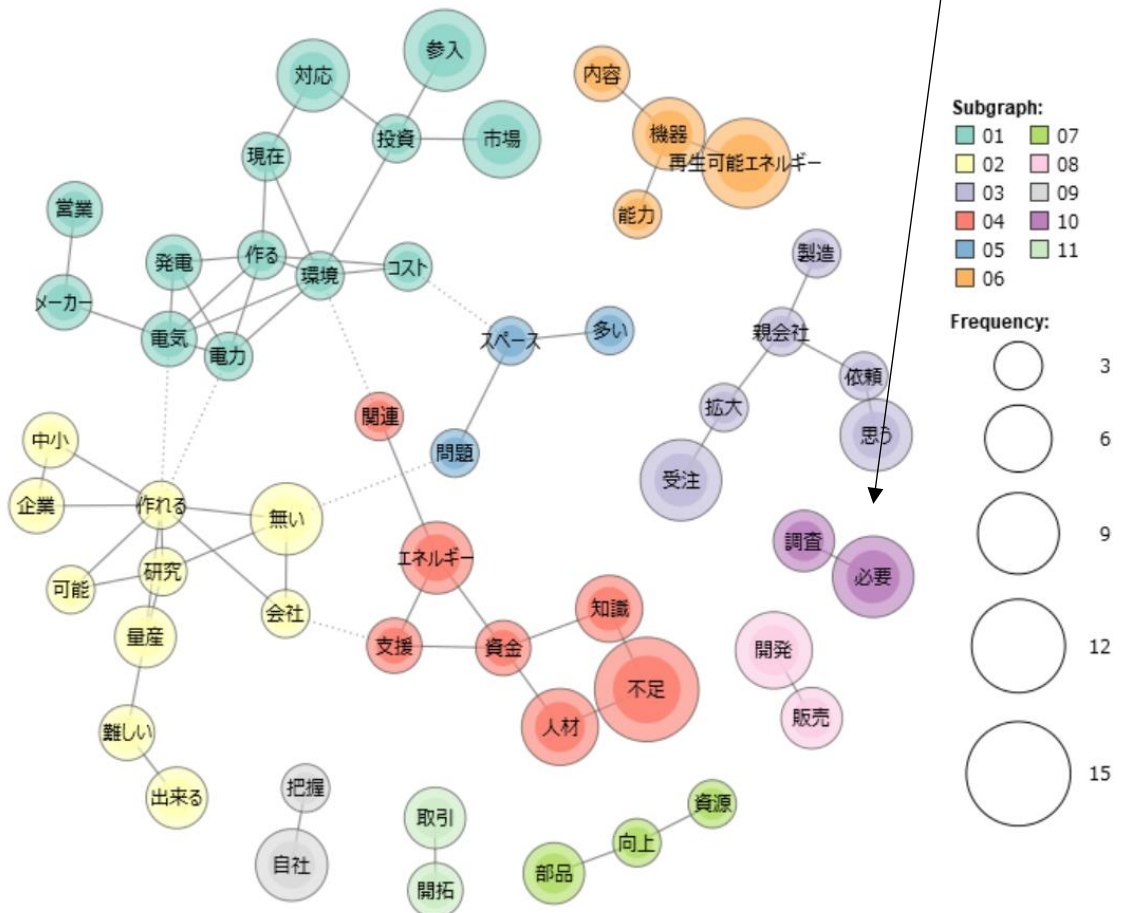 参入
対応
内容
投資
市場
機器
現在
再生可能エネルギー
営業
能力
発電
作る
環境
コスト
製造
メーカー
電気
電力
スペース
多い
親会社
依頼
関連
拡大
思う
中小
問題
受注
企業
作れる
無い
調査
必要
エネルギー
可能
研究
会社
知識
量産
支援
資金
開発
不足
人材
販売
難しい
出来る
把握
取引
資源
自社
向上
部品
開拓
Subgraph:
01 07
02 08
03 09
04 10
05 11
06
Frequency:
3
6
9
12
15